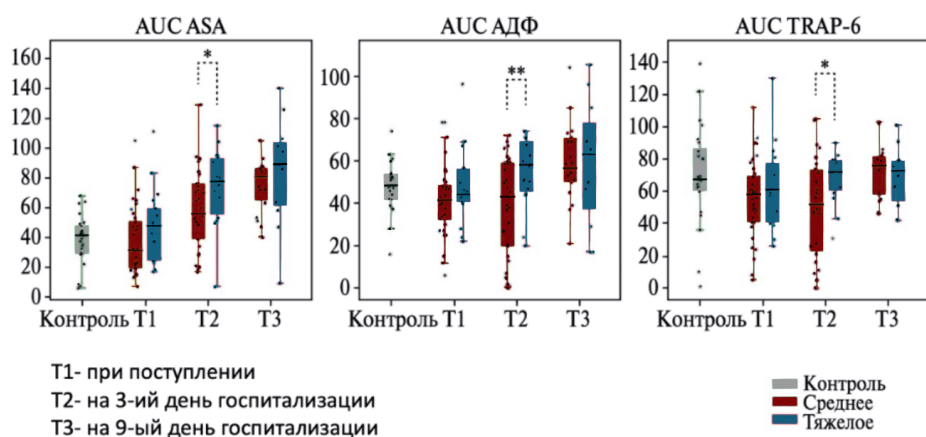 AUC ASA
160
140
120
100
80
60
40
20
0
*
Контроль T1 T2 T3
AUC АДФ
100
80
60
40
20
0
**
Контроль T1 T2 T3
AUC TRAP-6
140
120
100
80
60
40
20
0
*
Контроль T1 T2 T3
T1- при поступлении
T2- на 3-ий день госпитализации
T3- на 9-ый день госпитализации
Контроль
Среднее
Тяжелое